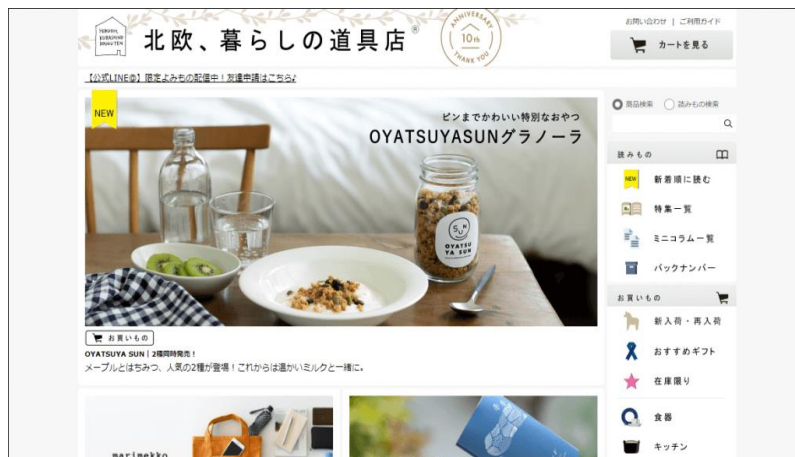 北欧、暮らしの道具店®
ANNIVERSARY
10th
THANK YOU
お問い合わせ | ご利用ガイド
カートを見る
【公式LINE@】限定よみもの配信中！友達申請はこちら♪
NEW
ビンまでかわいい特別なおやつ
OYATSUYASUNグラノーラ
SUN
OYATSU
YA SUN
お買いもの
OYATSUYA SUN｜2種同時発売！
メープルとはちみつ、人気の2種が登場！これからは温かいミルクと一緒に。
marimekko
商品検索 読みもの検索
読みもの
NEW 新着順に読む
特集一覧
ミニコラム一覧
バックナンバー
お買いもの
新入荷・再入荷
おすすめギフト
在庫限り
食器
キッチン